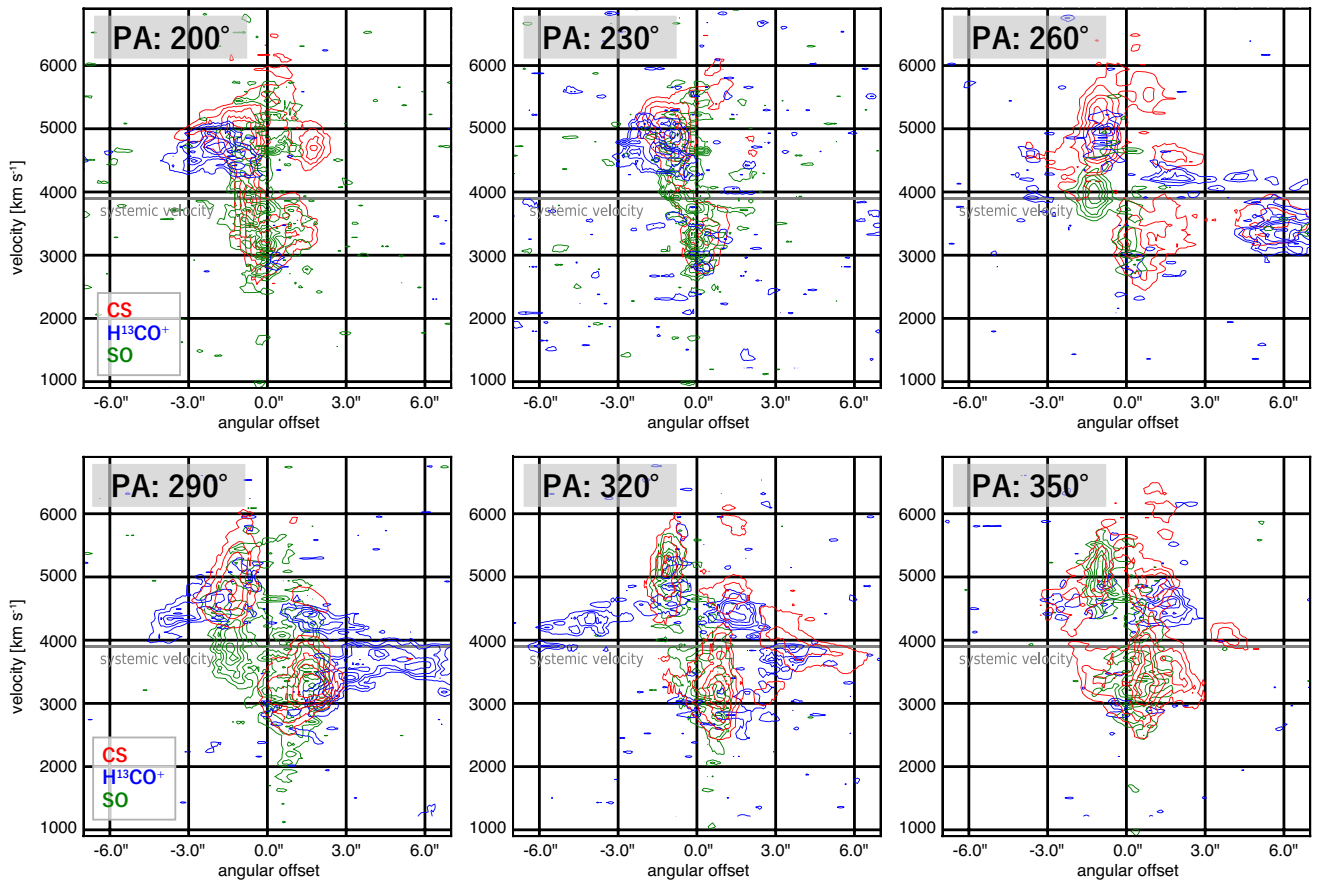 PA: 200° PA: 230° PA: 260°
6000 6000 6000
5000 5000 5000
4000 4000 4000
systemic velocity systemic velocity systemic velocity
3000 3000 3000
2000 2000 2000
1000 1000 1000
velocity [km s⁻¹]
CS
H¹³CO⁺
SO
-6.0" -3.0" 0.0" 3.0" 6.0" -6.0" -3.0" 0.0" 3.0" 6.0" -6.0" -3.0" 0.0" 3.0" 6.0"
angular offset angular offset angular offset
PA: 290° PA: 320° PA: 350°
6000 6000 6000
5000 5000 5000
4000 4000 4000
systemic velocity systemic velocity systemic velocity
3000 3000 3000
2000 2000 2000
1000 1000 1000
velocity [km s⁻¹]
CS
H¹³CO⁺
SO
-6.0" -3.0" 0.0" 3.0" 6.0" -6.0" -3.0" 0.0" 3.0" 6.0" -6.0" -3.0" 0.0" 3.0" 6.0"
angular offset angular offset angular offset